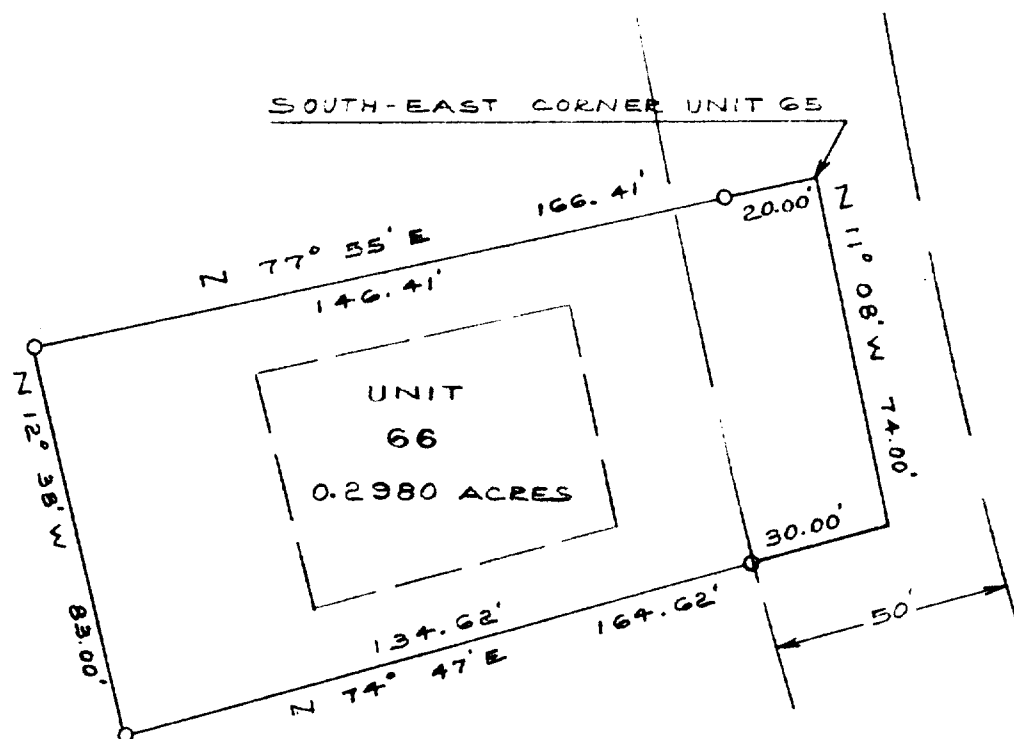 SOUTH-EAST CORNER UNIT 65
166.41'
20.00'
N 77° 55' E
146.41'
N 11° 08' W 74.00'
UNIT
66
0.2980 ACRES
N 12° 38' W 83.00'
30.00'
134.62'
164.62'
N 74° 47' E
50'